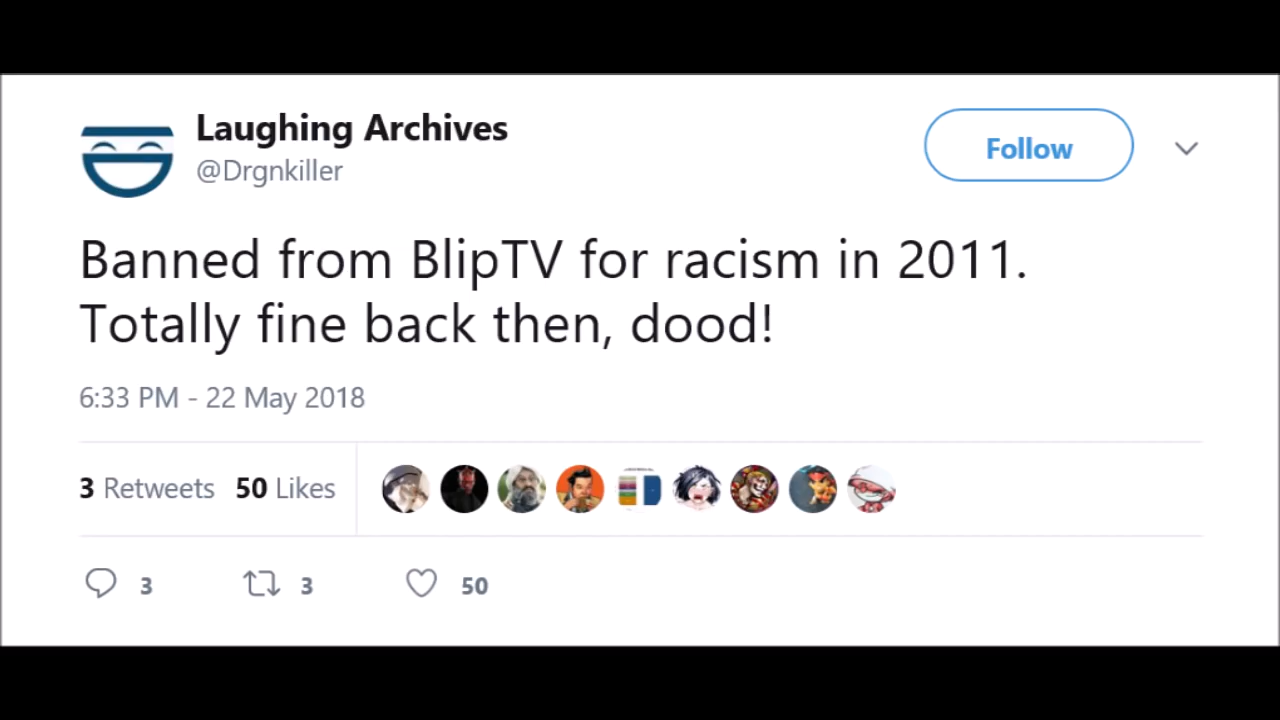 Laughing Archives
@Drgnkiller
Follow
Banned from BlipTV for racism in 2011.
Totally fine back then, dood!
6:33 PM - 22 May 2018
3 Retweets 50 Likes
3 3 50